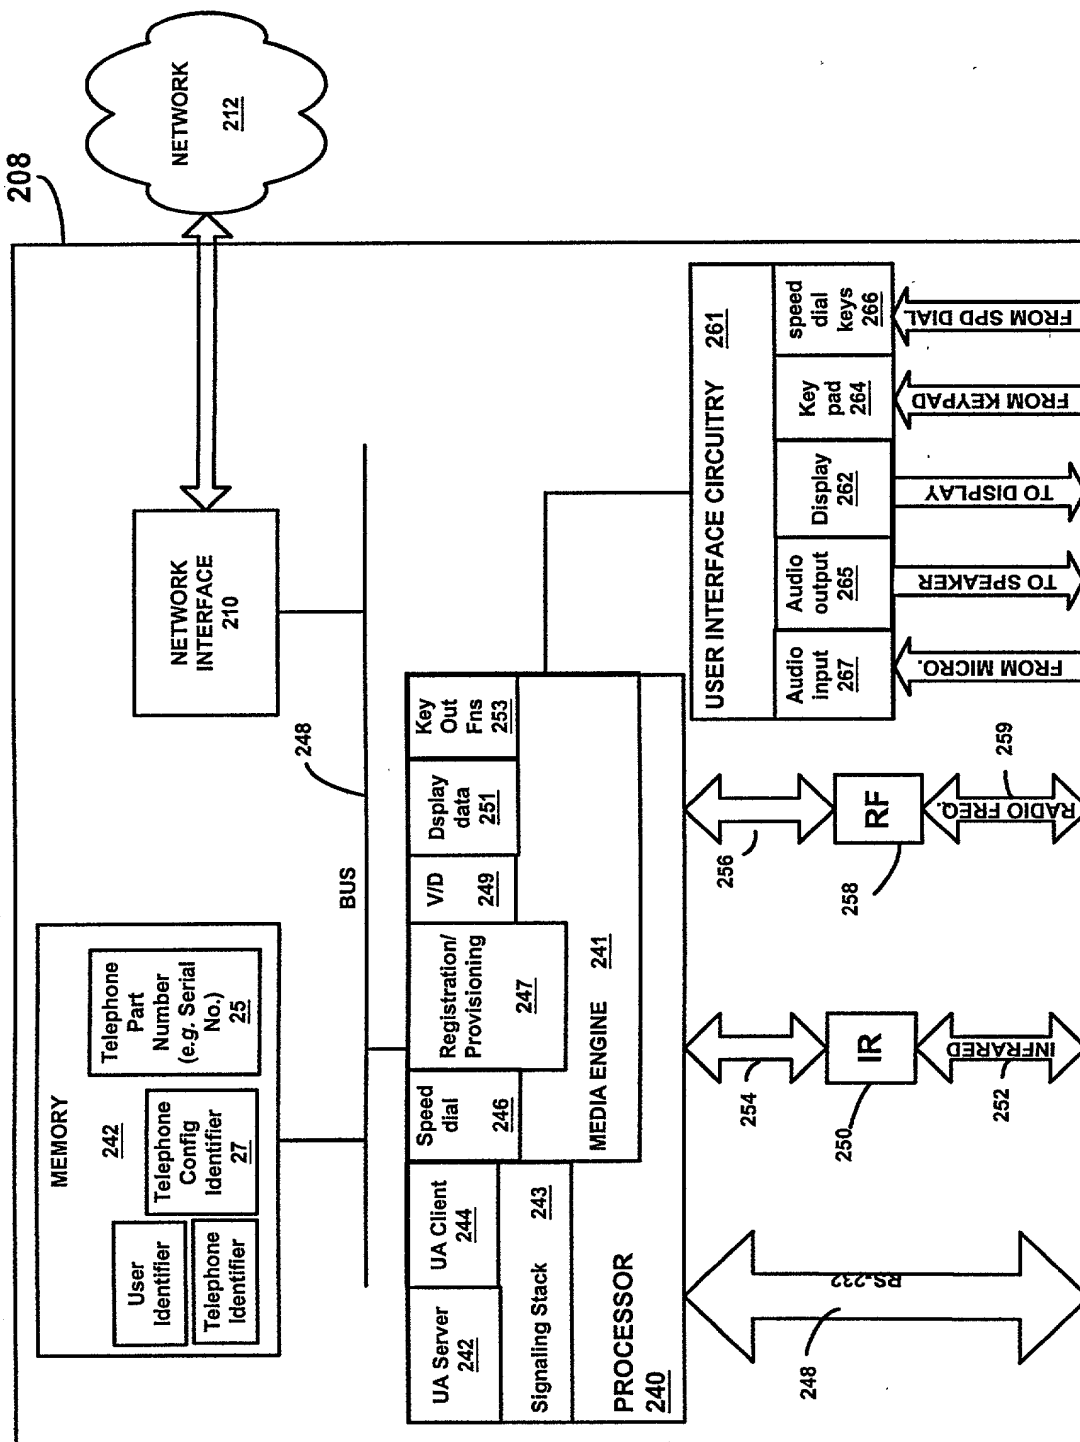 208
NETWORK
212
NETWORK
INTERFACE
210
MEMORY
242
User
Identifier
Telephone Identifier
Telephone
Config
Identifier
27
Telephone
Part
Number
(e.g. Serial
No.)
25
BUS
248
UA Server
242
UA Client
244
Signaling Stack
243
PROCESSOR
240
Speed
dial
246
Registration/
Provisioning
247
V/D
249
Dsplay
data
251
Key
Out
Fns
253
MEDIA ENGINE
241
USER INTERFACE CIRCUITRY
261
Audio
input
267
Audio
output
265
Display
262
Key
pad
264
speed
dial
keys
266
FROM MICRO.
TO SPEAKER
TO DISPLAY
FROM KEYPAD
FROM SPD DIAL
RS-232
248
254
IR
250
INFRARED
252
256
RF
258
RADIO FREQ.
259